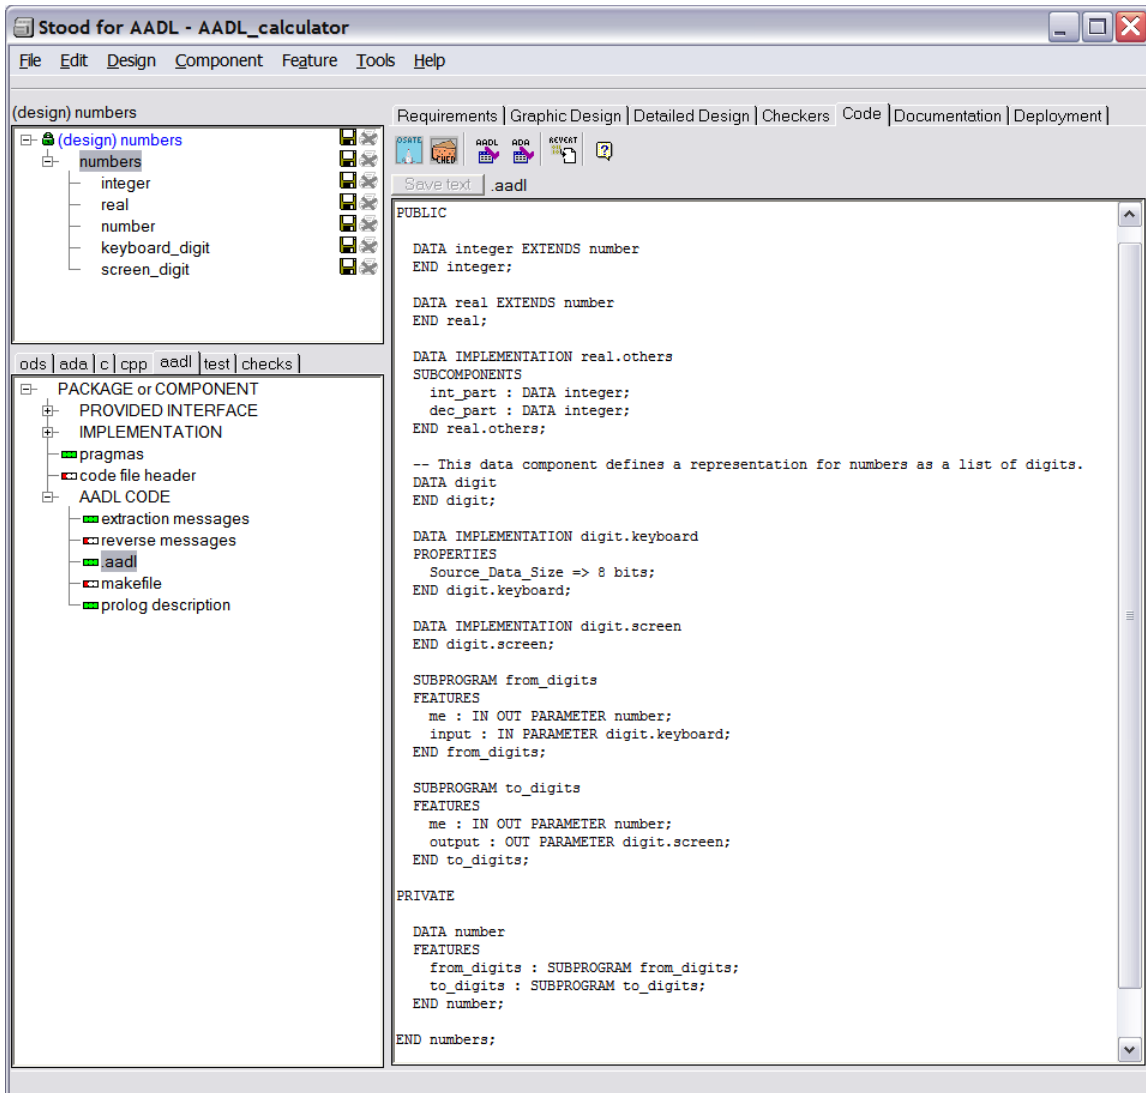 Stood for AADL - AADL_calculator
File Edit Design Component Feature Tools Help
(design) numbers
(design) numbers
numbers
integer
real
number
keyboard_digit
screen_digit
ods ada c cpp aadl test checks
PACKAGE or COMPONENT
PROVIDED INTERFACE
IMPLEMENTATION
pragmas
code file header
AADL CODE
extraction messages
reverse messages
.aadl
makefile
prolog description
Requirements Graphic Design Detailed Design Checkers Code Documentation Deployment
OSATE CHED AADL ADA REVERT ?
Save text .aadl
PUBLIC
DATA integer EXTENDS number
END integer;
DATA real EXTENDS number
END real;
DATA IMPLEMENTATION real.others
SUBCOMPONENTS
int_part : DATA integer;
dec_part : DATA integer;
END real.others;
-- This data component defines a representation for numbers as a list of digits.
DATA digit
END digit;
DATA IMPLEMENTATION digit.keyboard
PROPERTIES
Source_Data_Size => 8 bits;
END digit.keyboard;
DATA IMPLEMENTATION digit.screen
END digit.screen;
SUBPROGRAM from_digits
FEATURES
me : IN OUT PARAMETER number;
input : IN PARAMETER digit.keyboard;
END from_digits;
SUBPROGRAM to_digits
FEATURES
me : IN OUT PARAMETER number;
output : OUT PARAMETER digit.screen;
END to_digits;
PRIVATE
DATA number
FEATURES
from_digits : SUBPROGRAM from_digits;
to_digits : SUBPROGRAM to_digits;
END number;
END numbers;